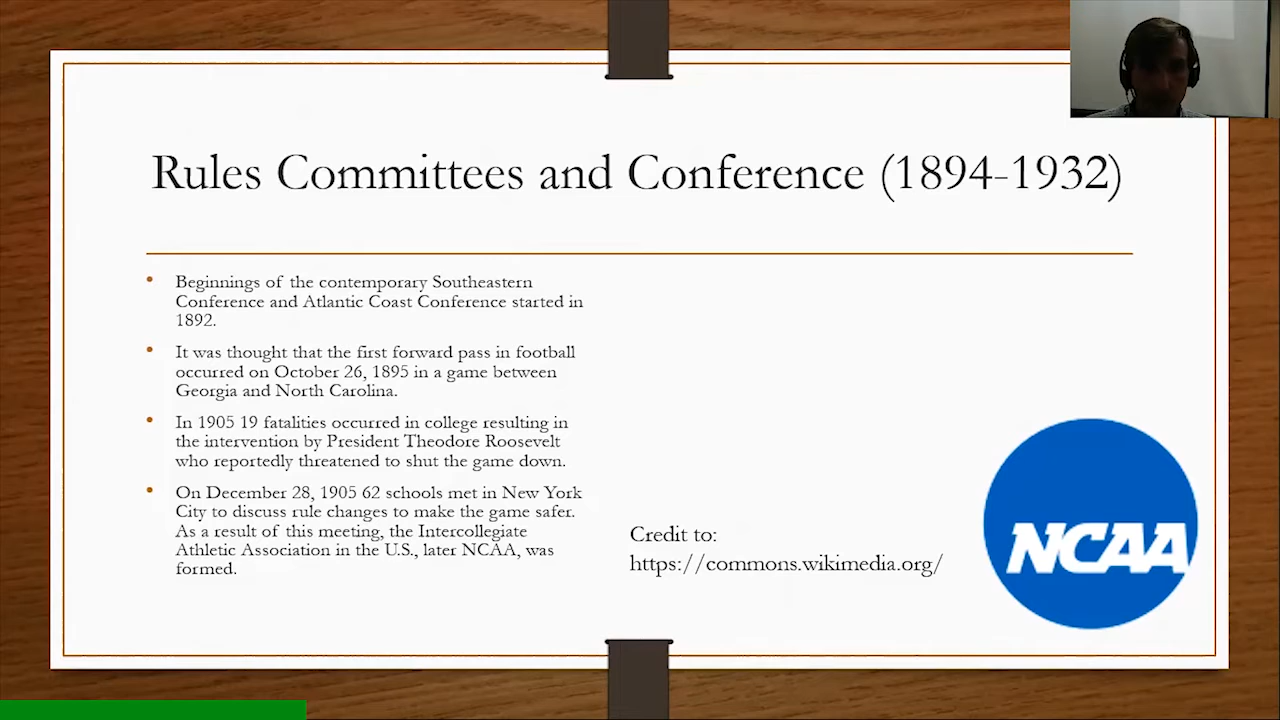 Rules Committees and Conference (1894-1932)
• Beginnings of the contemporary Southeastern
Conference and Atlantic Coast Conference started in
1892.
• It was thought that the first forward pass in football
occurred on October 26, 1895 in a game between
Georgia and North Carolina.
• In 1905 19 fatalities occurred in college resulting in
the intervention by President Theodore Roosevelt
who reportedly threatened to shut the game down.
• On December 28, 1905 62 schools met in New York
City to discuss rule changes to make the game safer.
As a result of this meeting, the Intercollegiate
Athletic Association in the U.S., later NCAA, was
formed.
Credit to:
https://commons.wikimedia.org/
NCAA